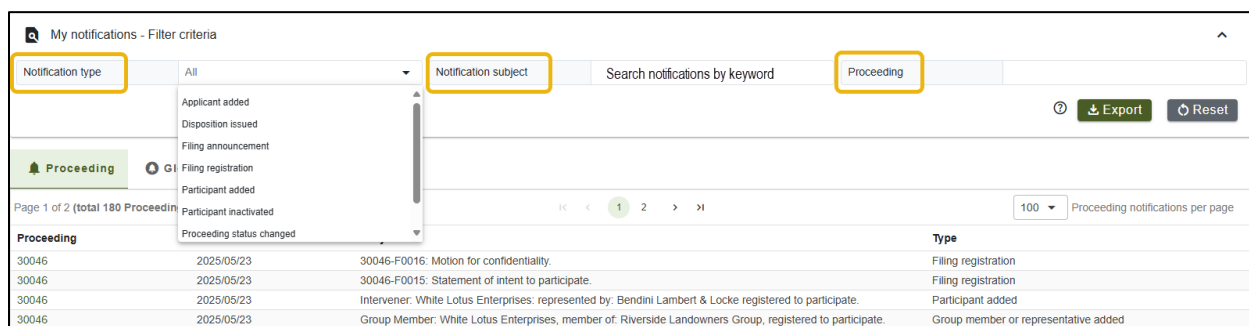 My notifications - Filter criteria
Notification type All Notification subject Search notifications by keyword Proceeding
Applicant added
Disposition issued
Export Reset
Filing announcement
Proceeding Gl Filing registration
Participant added
Page 1 of 2 (total 180 Proceedin Participant inactivated 1 2 100 Proceeding notifications per page
Proceeding status changed
Proceeding Type
30046 2025/05/23 30046-F0016: Motion for confidentiality. Filing registration
30046 2025/05/23 30046-F0015: Statement of intent to participate. Filing registration
30046 2025/05/23 Intervener: White Lotus Enterprises: represented by: Bendini Lambert & Locke registered to participate. Participant added
30046 2025/05/23 Group Member: White Lotus Enterprises, member of: Riverside Landowners Group, registered to participate. Group member or representative added